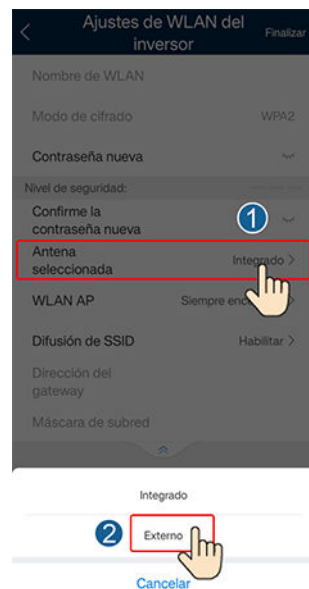 Ajustes de WLAN del
inversor
Finalizar
Nombre de WLAN
Modo de cifrado WPA2
Contraseña nueva
Nivel de seguridad:
Confirme la
contraseña nueva
1
Antena
seleccionada
Integrado >
WLAN AP Siempre
Difusión de SSID Habilitar >
Dirección del
gateway
Máscara de subred
Integrado
2 Externo
Cancelar